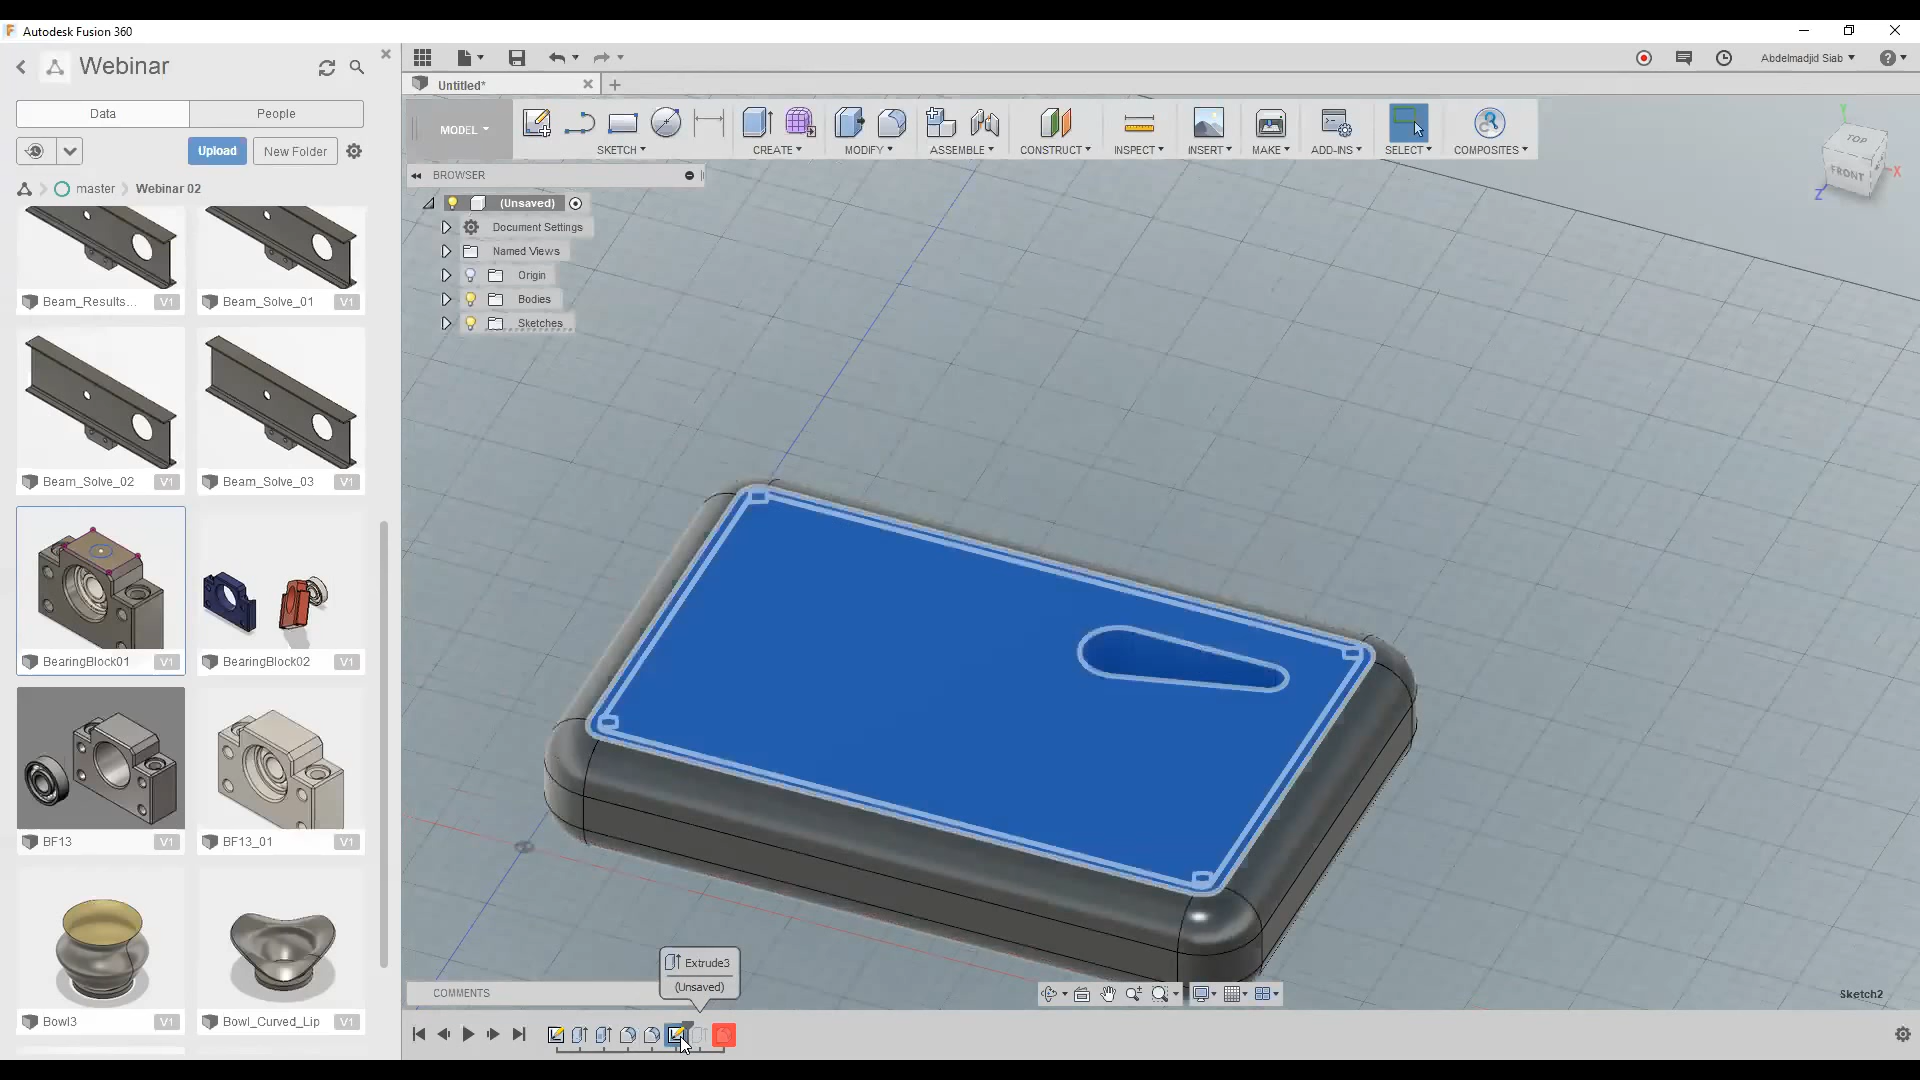 Autodesk Fusion 360
Webinar
Data
People
Upload
New Folder
master
Webinar 02
Beam_Results...
V1
Beam_Solve_01
V1
Beam_Solve_02
V1
Beam_Solve_03
V1
BearingBlock01
V1
BearingBlock02
V1
BF13
V1
BF13_01
V1
Bowl3
V1
Bowl_Curved_Lip
V1
Abdelmadjid Siab
Untitled*
MODEL
SKETCH
CREATE
MODIFY
ASSEMBLE
CONSTRUCT
INSPECT
INSERT
MAKE
ADD-INS
SELECT
COMPOSITES
BROWSER
(Unsaved)
Document Settings
Named Views
Origin
Bodies
Sketches
Y
TOP
FRONT
X
Z
Extrude3
(Unsaved)
COMMENTS
Sketch2